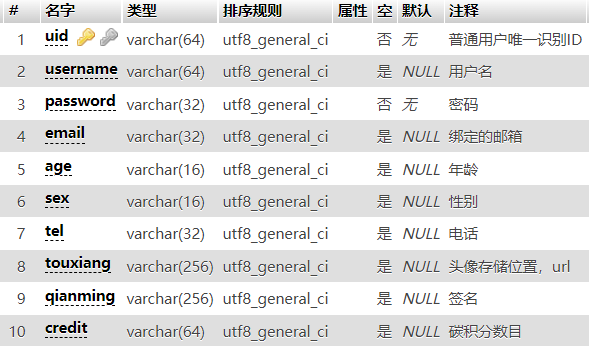 # 名字 类型 排序规则 属性 空 默认 注释
1 uid varchar(64) utf8_general_ci 否 无 普通用户唯一识别ID
2 username varchar(64) utf8_general_ci 是 NULL 用户名
3 password varchar(32) utf8_general_ci 否 无 密码
4 email varchar(32) utf8_general_ci 是 NULL 绑定的邮箱
5 age varchar(16) utf8_general_ci 是 NULL 年龄
6 sex varchar(16) utf8_general_ci 是 NULL 性别
7 tel varchar(32) utf8_general_ci 是 NULL 电话
8 touxiang varchar(256) utf8_general_ci 是 NULL 头像存储位置，url
9 qianming varchar(256) utf8_general_ci 是 NULL 签名
10 credit varchar(64) utf8_general_ci 是 NULL 碳积分数目